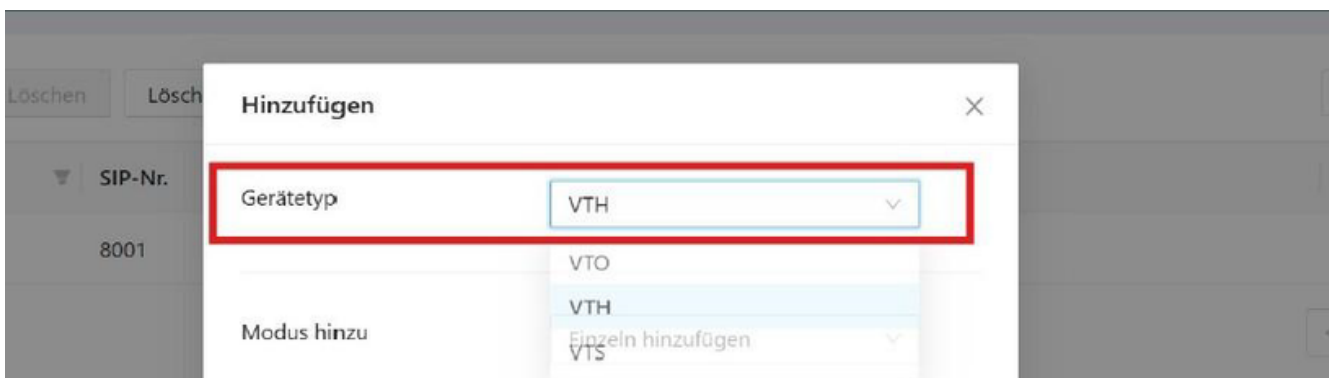 Löschen Lösch
Hinzufügen
SIP-Nr.
Gerätetyp VTH
8001
VTO
VTH
Modus hinzu Einzeln hinzufügen
VTS